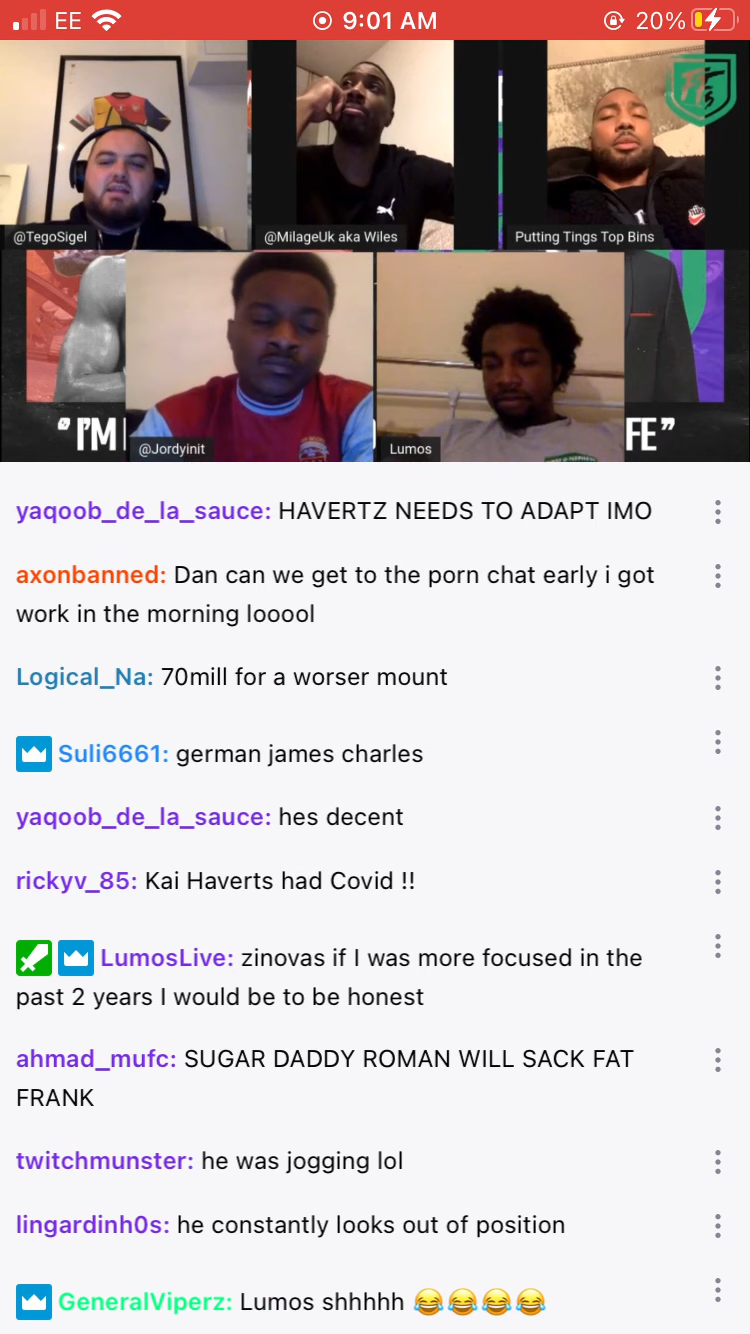 EE 9:01 AM 20%
@TegoSigel @MilageUk aka Wiles Putting Tings Top Bins
"I'M FE"
@Jordyinit Lumos
yaqoob_de_la_sauce: HAVERTZ NEEDS TO ADAPT IMO
axonbanned: Dan can we get to the porn chat early i got
work in the morning looool
Logical_Na: 70mill for a worser mount
Suli6661: german james charles
yaqoob_de_la_sauce: hes decent
rickyv_85: Kai Haverts had Covid !!
LumosLive: zinovas if I was more focused in the
past 2 years I would be to be honest
ahmad_mufc: SUGAR DADDY ROMAN WILL SACK FAT
FRANK
twitchmunster: he was jogging lol
lingardinh0s: he constantly looks out of position
GeneralViperz: Lumos shhhhh 😂😂😂😂